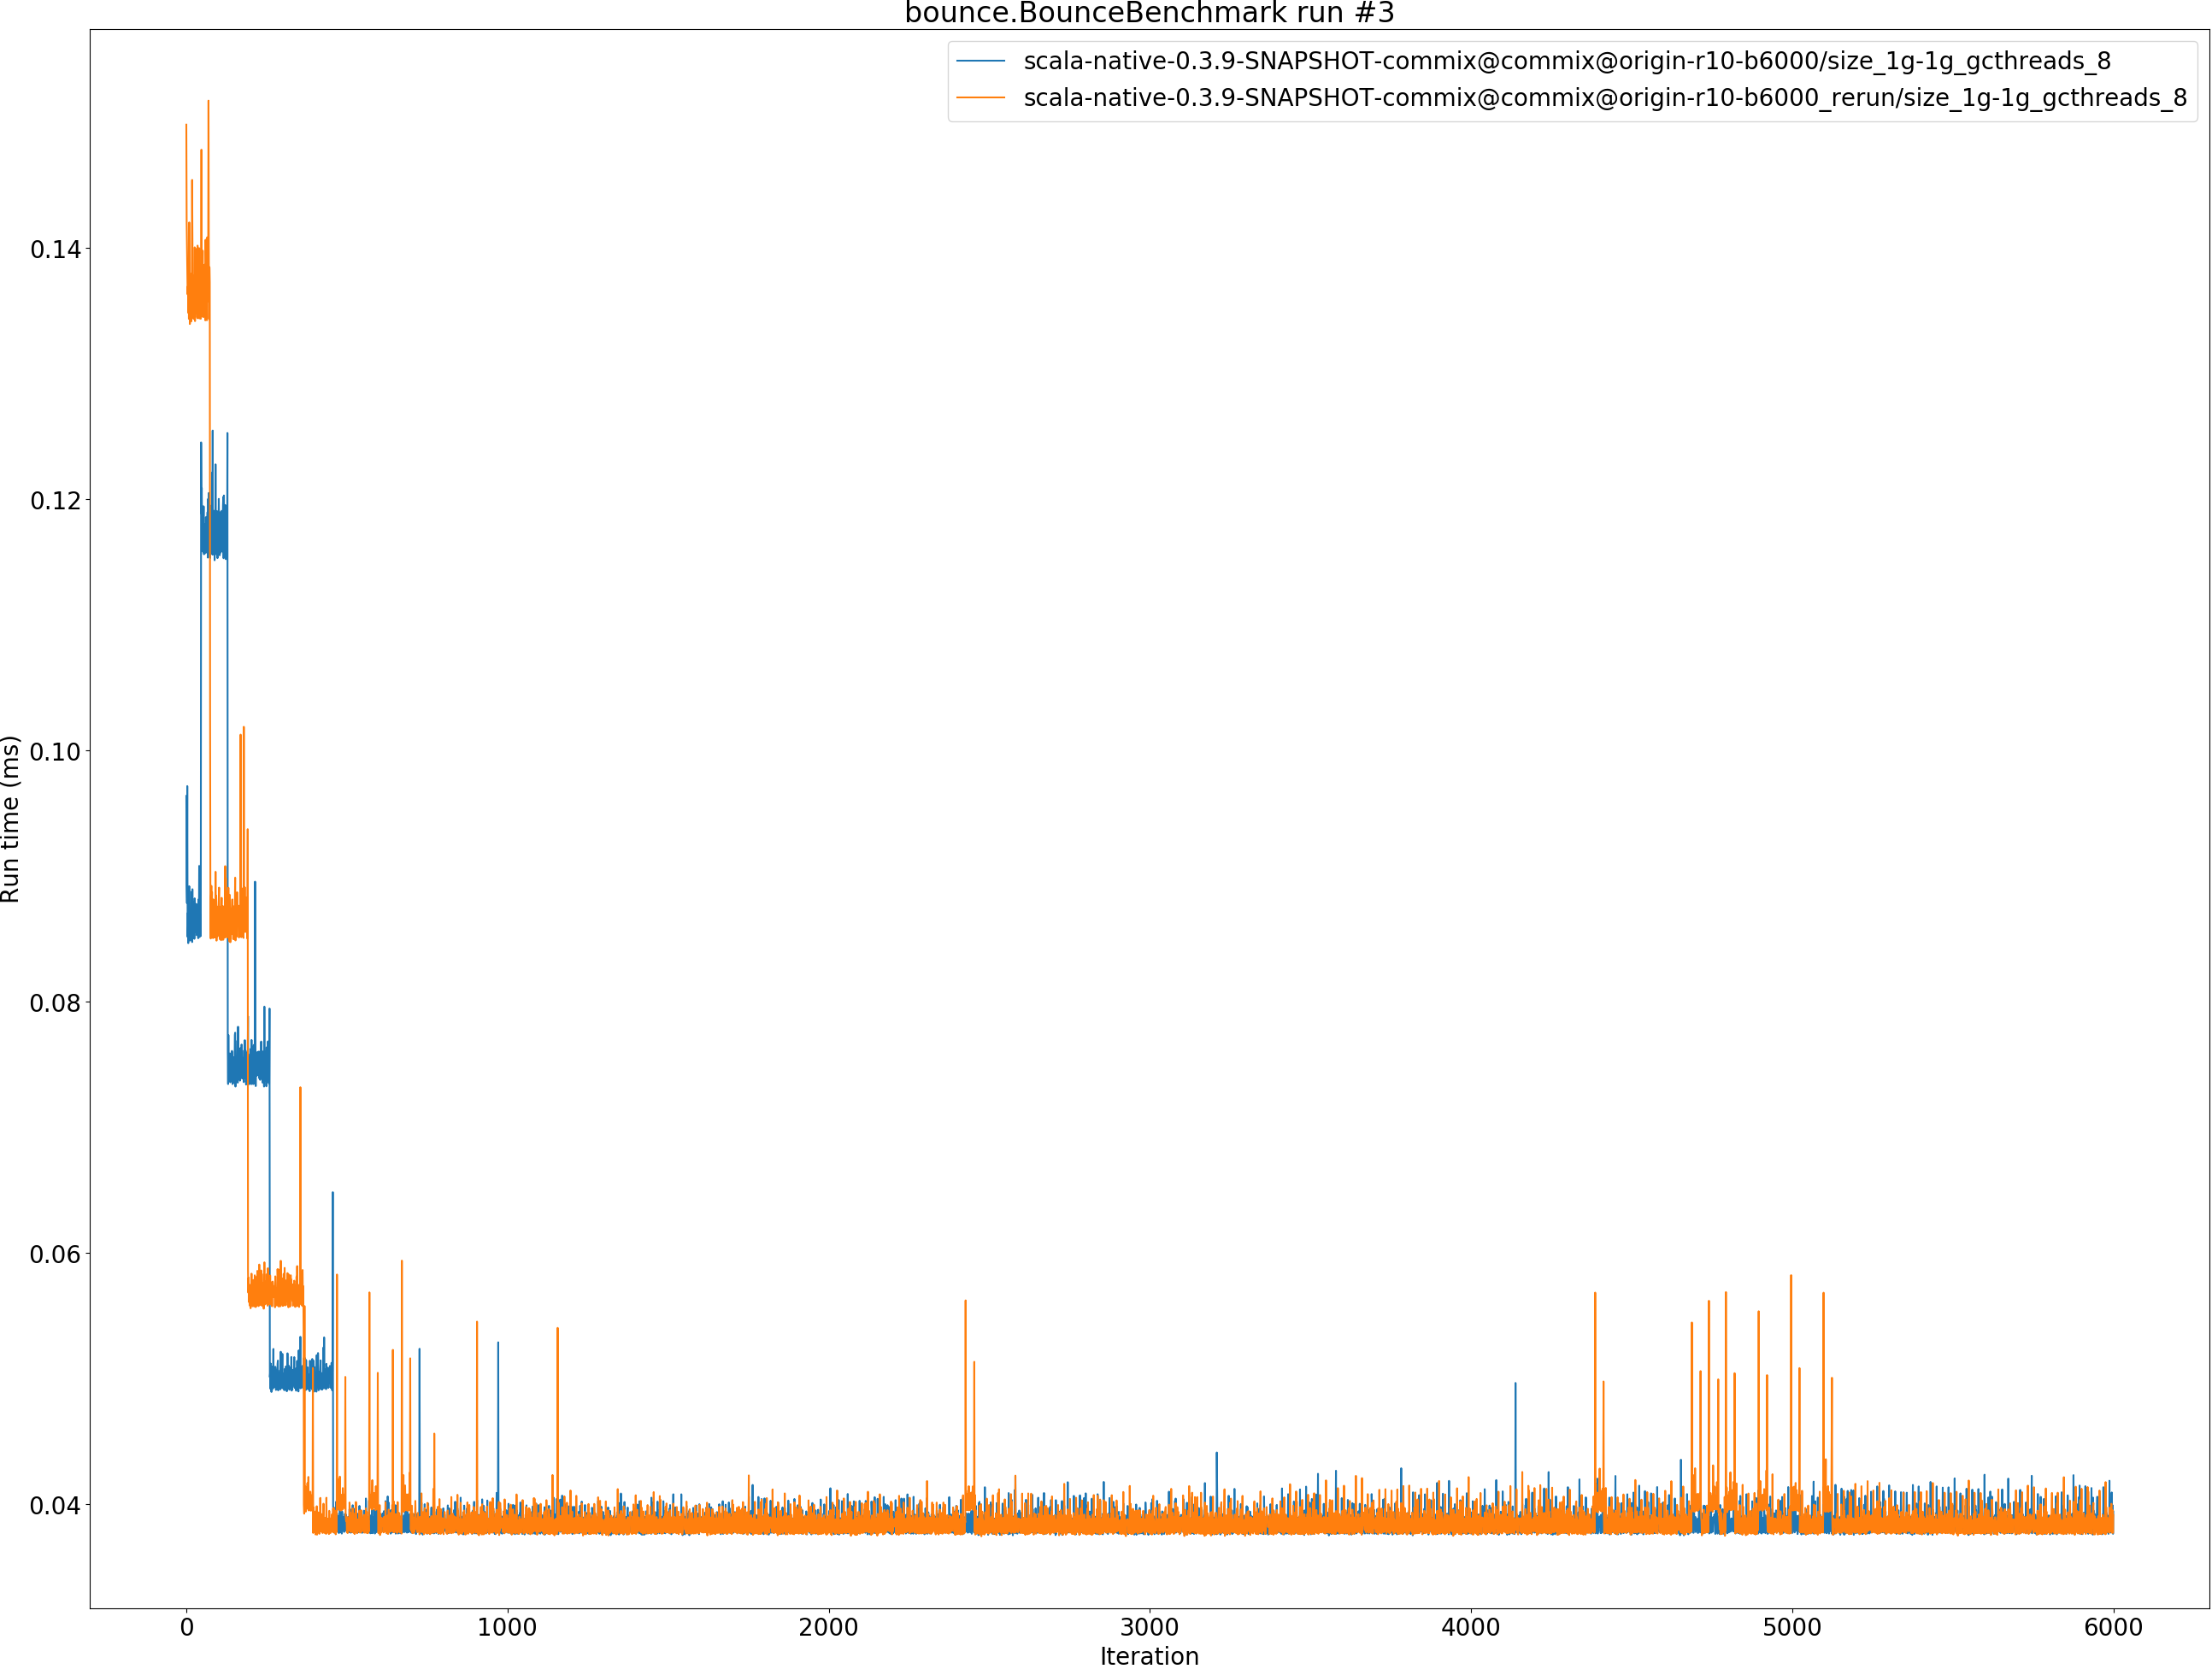 bounce.BounceBenchmark run #3
scala-native-0.3.9-SNAPSHOT-commix@commix@origin-r10-b6000/size_1g-1g_gcthreads_8
scala-native-0.3.9-SNAPSHOT-commix@commix@origin-r10-b6000_rerun/size_1g-1g_gcthreads_8
Run time (ms)
0.14
0.12
0.10
0.08
0.06
0.04
0 1000 2000 3000 4000 5000 6000
Iteration